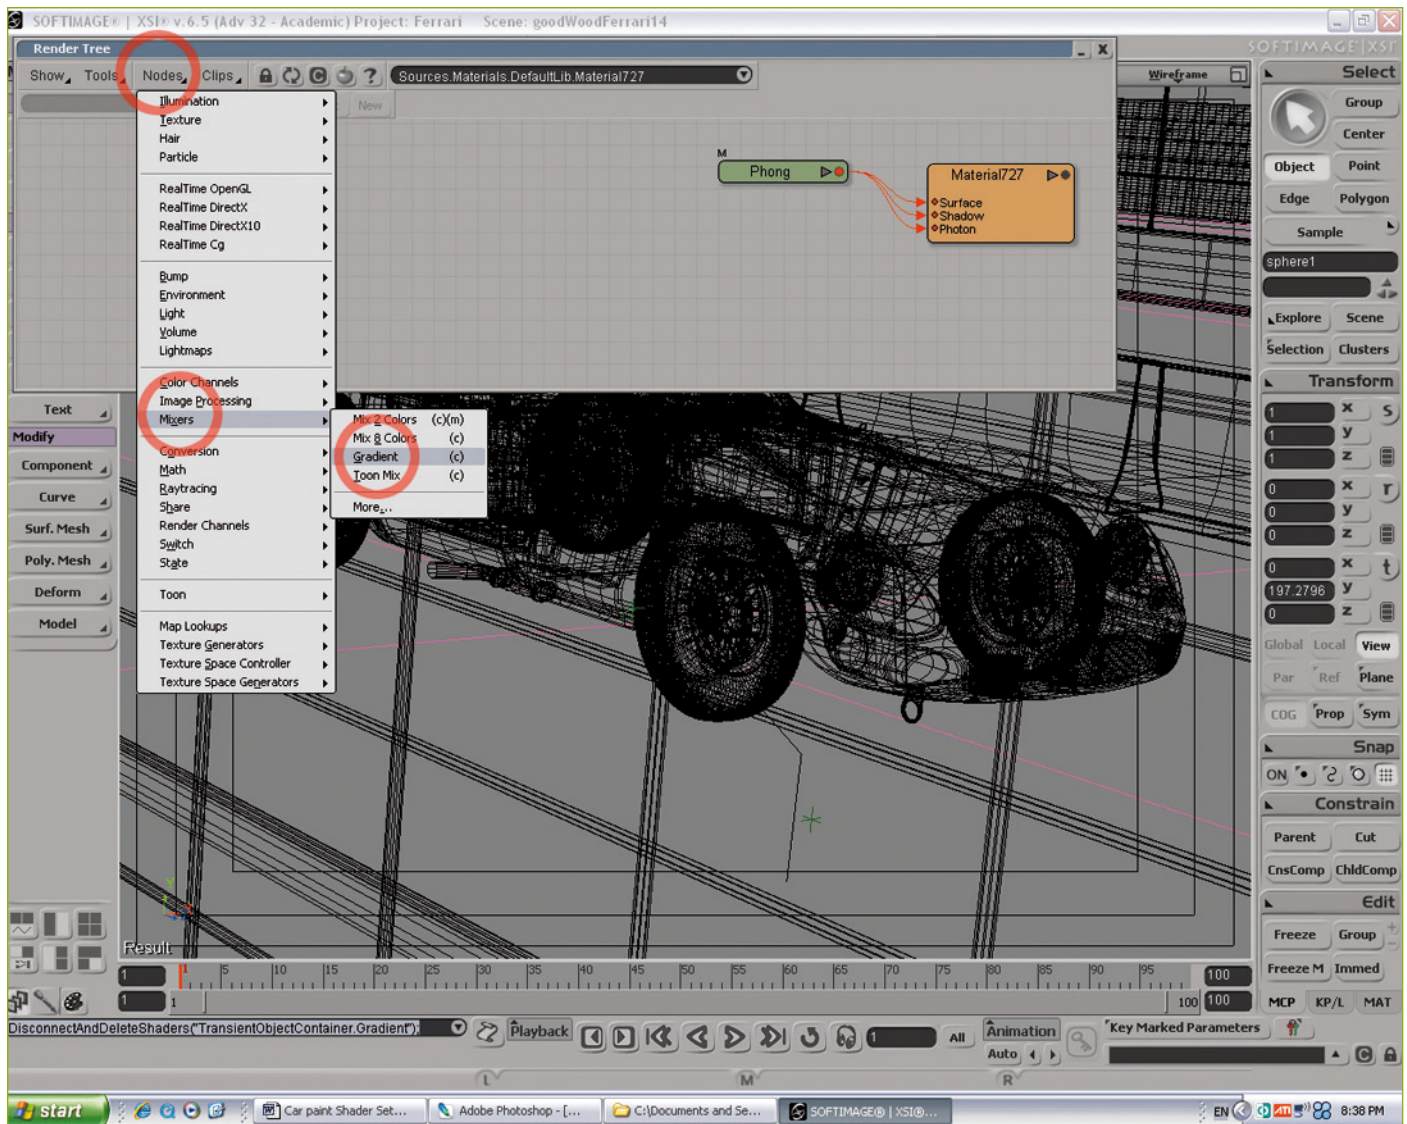 SOFTIMAGE® | XSI® v.6.5 (Adv 32 - Academic) Project: Ferrari Scene: goodWoodFerrari14
Render Tree
SOFTIMAGE|XSI
Show Tools Nodes Clips
Sources.Materials.DefaultLib.Material727
New
Illumination
Texture
Hair
Particle
RealTime OpenGL
RealTime DirectX
RealTime DirectX10
RealTime Cg
Bump
Environment
Light
Volume
Lightmaps
Color Channels
Image Processing
Mixers
Conversion
Math
Raytracing
Share
Render Channels
Switch
State
Toon
Map Lookups
Texture Generators
Texture Space Controller
Texture Space Generators
Mix 2 Colors (c)(m)
Mix 8 Colors (c)
Gradient (c)
Toon Mix (c)
More...
M
Phong
Material727
Surface
Shadow
Photon
Text
Modify
Component
Curve
Surf. Mesh
Poly. Mesh
Deform
Model
Wireframe
Select
Group
Center
Object Point
Edge Polygon
Sample
sphere1
Explore Scene
Selection Clusters
Transform
1 x s
1 y
1 z
0 x r
0 y
0 z
0 x t
197.2796 y
0 z
Global Local View
Par Ref Plane
COG Prop Sym
Snap
ON
Constrain
Parent Cut
CnsComp ChldComp
Edit
Freeze Group
Freeze M Immed
MCP KP/L MAT
Y
Result
1 1 5 10 15 20 25 30 35 40 45 50 55 60 65 70 75 80 85 90 95 100
1 1 100 100
DisconnectAndDeleteShaders("TransientObjectContainer.Gradient");
Playback
1
All
Animation
Auto
Key Marked Parameters
L M R
start
Car paint Shader Set...
Adobe Photoshop - [...
C:\Documents and Se...
SOFTIMAGE® | XSI®...
EN
ATI
8:38 PM